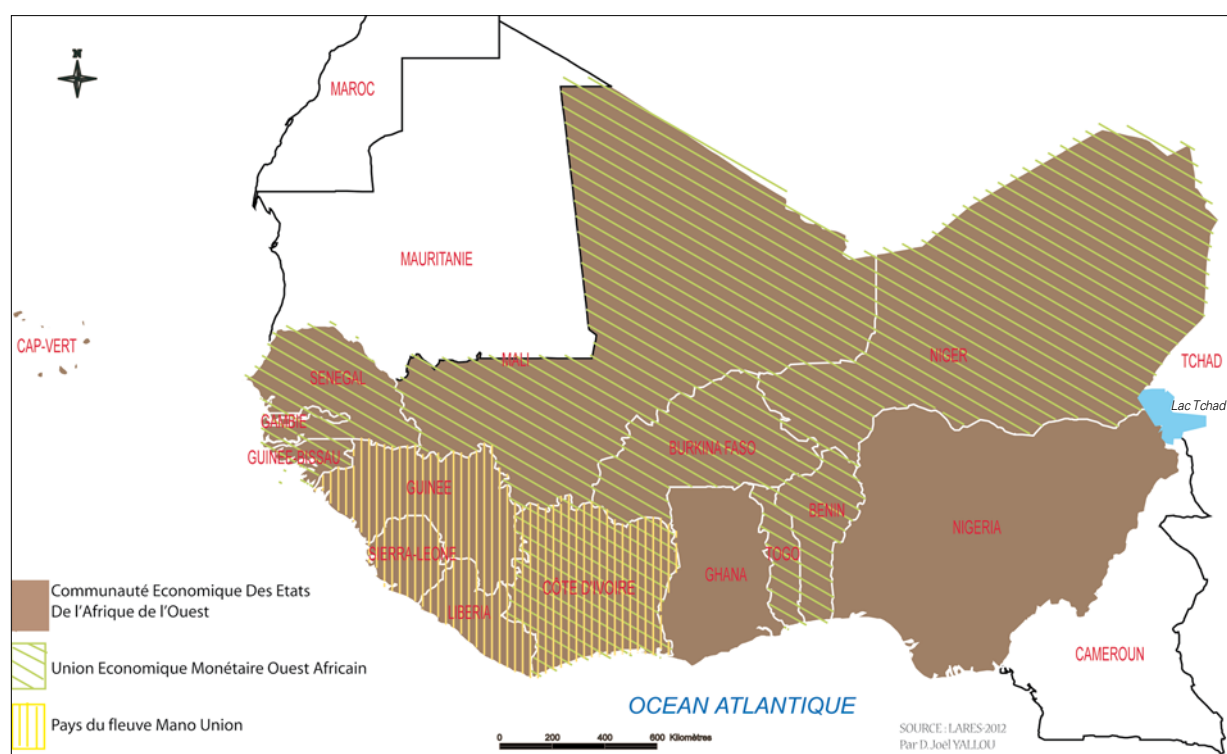 N
MAROC
MAURITANIE
CAP-VERT
MALI
NIGER
TCHAD
SENEGAL
Lac Tchad
GAMBIE
BURKINA FASO
GUINEE-BISSAU
GUINEE
BENIN
NIGERIA
SIERRA-LEONE
TOGO
GHANA
CÔTE D'IVOIRE
LIBERIA
CAMEROUN
Communauté Economique Des Etats
De l'Afrique de l'Ouest
Union Economique Monétaire Ouest Africain
Pays du fleuve Mano Union
OCEAN ATLANTIQUE
0 200 400 600 Kilomètres
SOURCE : LARES-2012
Par D.Joël YALLOU